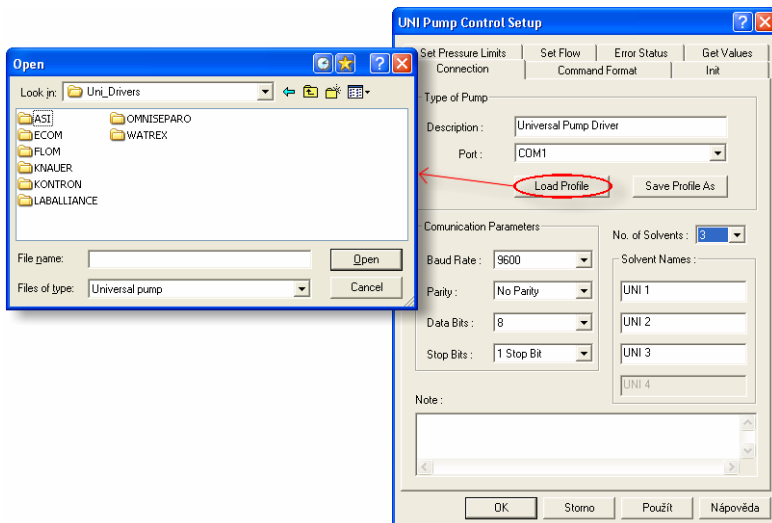 UNI Pump Control Setup
Set Pressure Limits Set Flow Error Status Get Values
Connection Command Format Init
Type of Pump
Description : Universal Pump Driver
Port : COM1
Load Profile Save Profile As
Comunication Parameters
No. of Solvents : 3
Baud Rate : 9600
Solvent Names :
Parity : No Parity
UNI 1
Data Bits : 8
UNI 2
Stop Bits : 1 Stop Bit
UNI 3
UNI 4
Note :
OK Storno Použít Nápověda
Open
Look in: Uni_Drivers
ASI OMNISEPARO
ECOM WATREX
FLOM
KNAUER
KONTRON
LABALLIANCE
File name: Open
Files of type: Universal pump Cancel